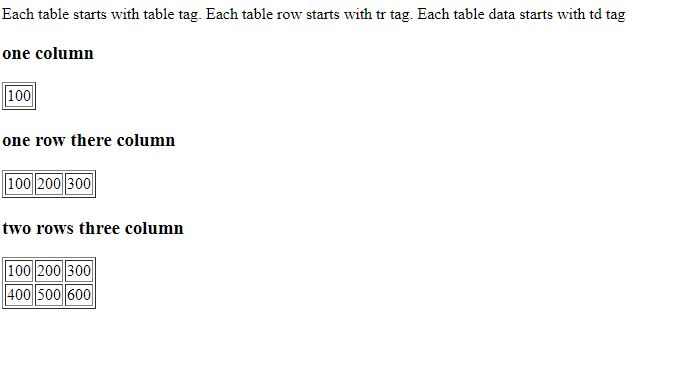 Each table starts with table tag. Each table row starts with tr tag. Each table data starts with td tag
one column
100
one row there column
100 200 300
two rows three column
100 200 300
400 500 600